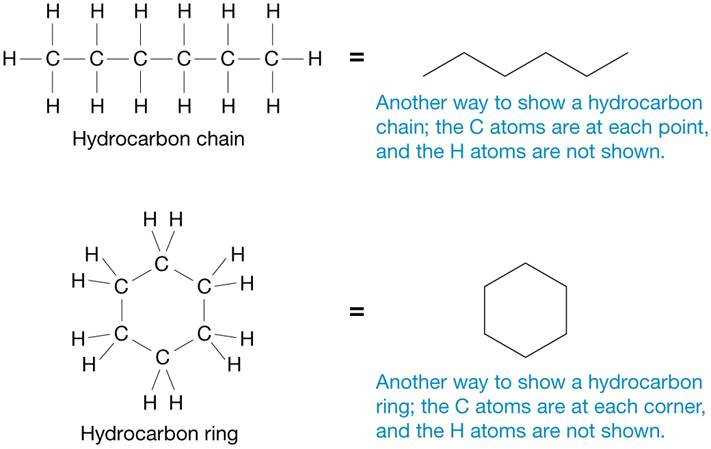 H H H H H H
H C C C C C C H =
H H H H H H
Hydrocarbon chain
Another way to show a hydrocarbon
chain; the C atoms are at each point,
and the H atoms are not shown.
H H
H C H
H C C H
=
H C C H
H C H
H H
Hydrocarbon ring
Another way to show a hydrocarbon
ring; the C atoms are at each corner,
and the H atoms are not shown.